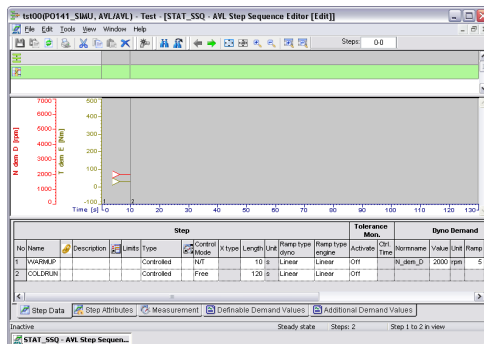 tst00(PO141_SIMU, AVL/AVL) - Test - [STAT_SSQ - AVL Step Sequence Editor [Edit]]
File Edit Tools View Window Help
Steps: 0-0
7000 500
6000 400
5000 300
4000
3000 200
2000 100
1000 0
0 -100
N dem D [rpm]
T dem E [Nm]
1 2
Time [s] -0 10 20 30 40 50 60 70 80 90 100 110 120 130
Step Tolerance Mon. Dyno Demand
No Name Description Limits Type Control Mode X type Length Unit Ramp type dyno Ramp type engine Activate Ctrl. Time Normname Value Unit Ramp
1 WARMUP Controlled N/T 10 s Linear Linear Off N_dem_D 2000 rpm 5
2 COLDRUN Controlled Free 120 s Linear Linear Off
Step Data Step Attributes Measurement Definable Demand Values Additional Demand Values
Inactive Steady state Steps: 2 Step 1 to 2 in view
STAT_SSQ - AVL Step Sequen...